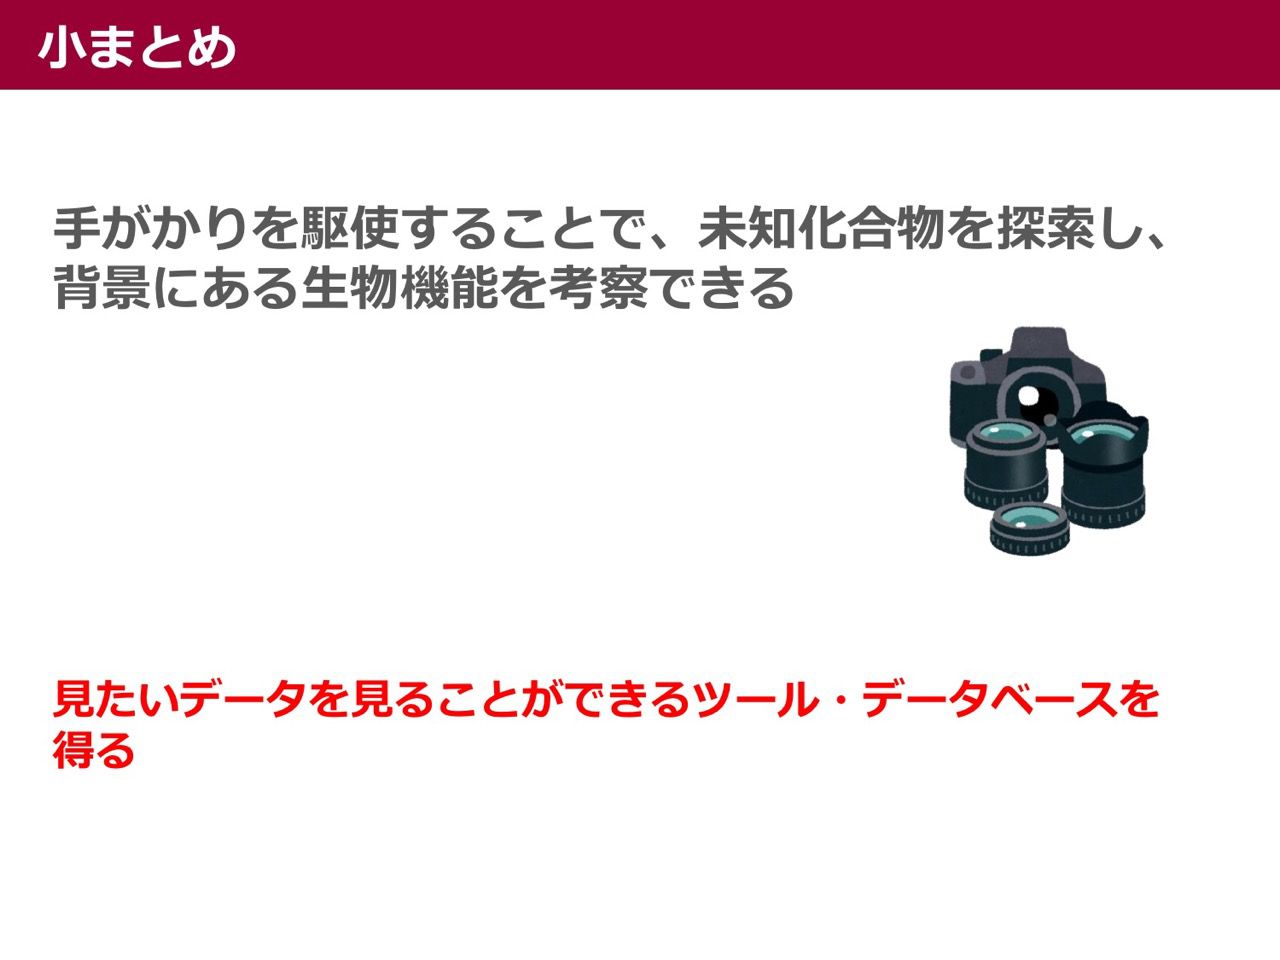 小まとめ
手がかりを駆使することで、未知化合物を探索し、
背景にある生物機能を考察できる
見たいデータを見ることができるツール・データベースを
得る